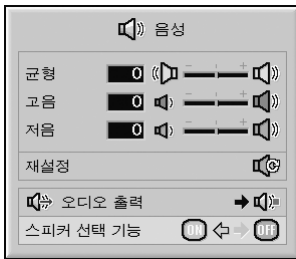 음성
균형 0 - +
고음 0 - +
저음 0 - +
재설정
오디오 출력
스피커 선택 기능 ON OFF